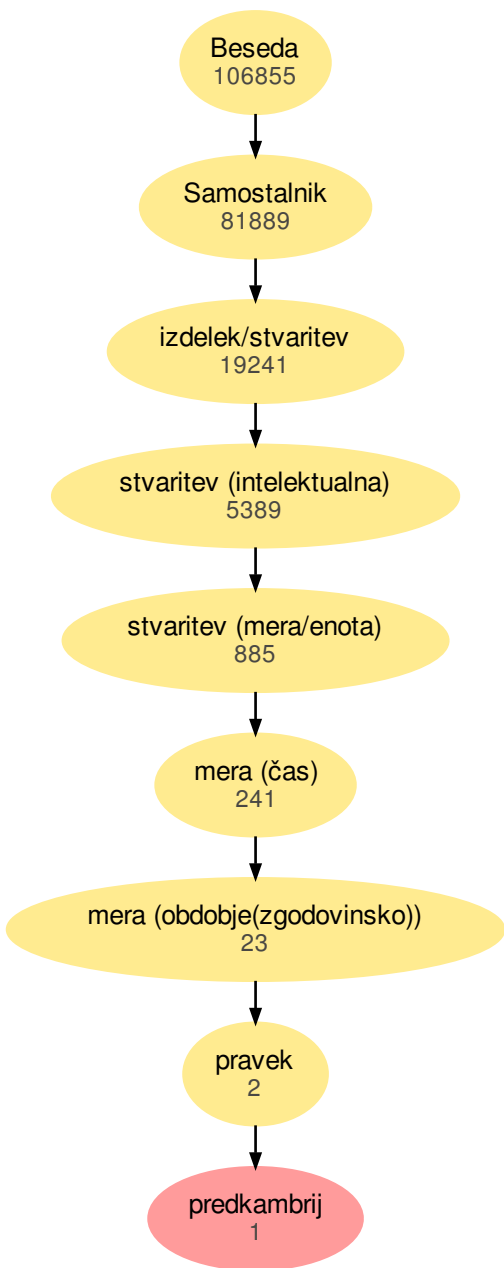 Beseda
106855
Samostalnik
81889
izdelek/stvaritev
19241
stvaritev (intelektualna)
5389
stvaritev (mera/enota)
885
mera (čas)
241
mera (obdobje(zgodovinsko))
23
pravek
2
predkambrij
1